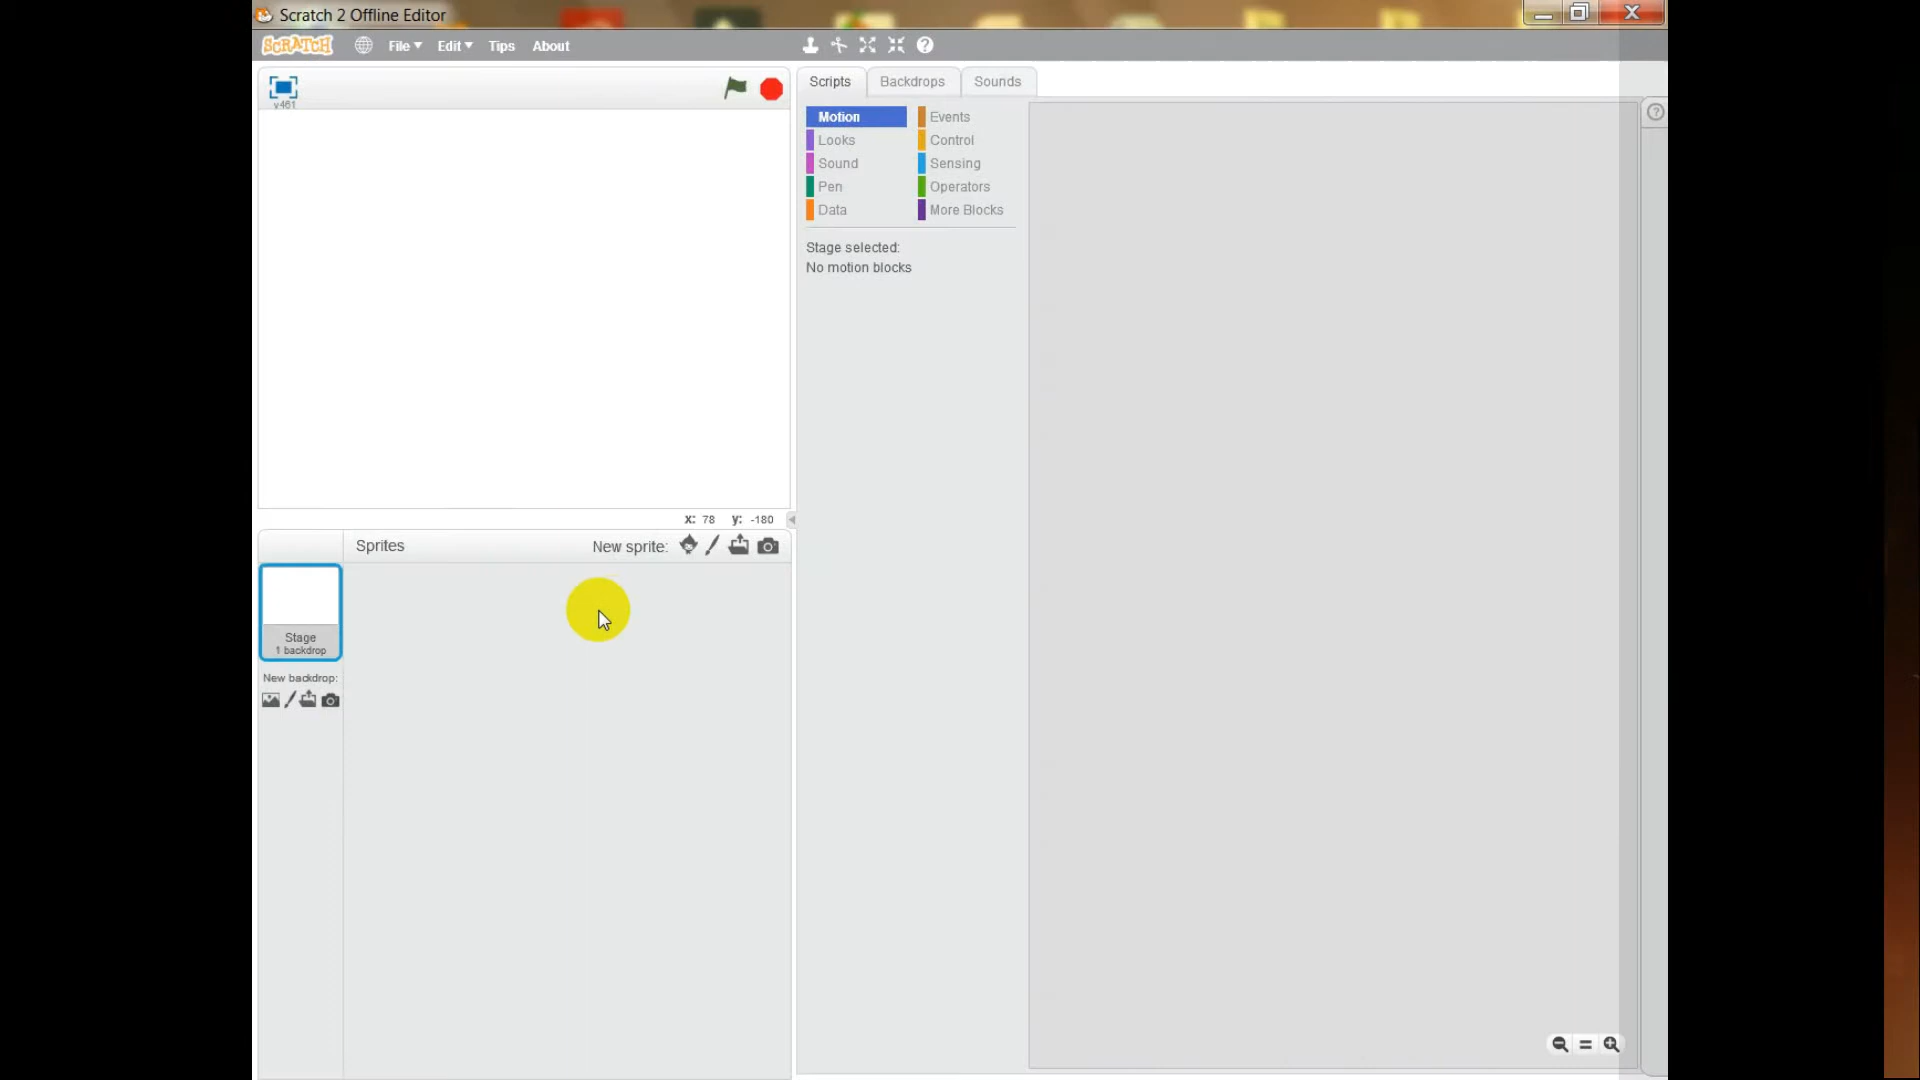 Scratch 2 Offline Editor
SCRATCH File Edit Tips About
v461
Scripts Backdrops Sounds
Motion Events
Looks Control
Sound Sensing
Pen Operators
Data More Blocks
Stage selected:
No motion blocks
x: 78 y: -180
Sprites New sprite:
Stage
1 backdrop
New backdrop: